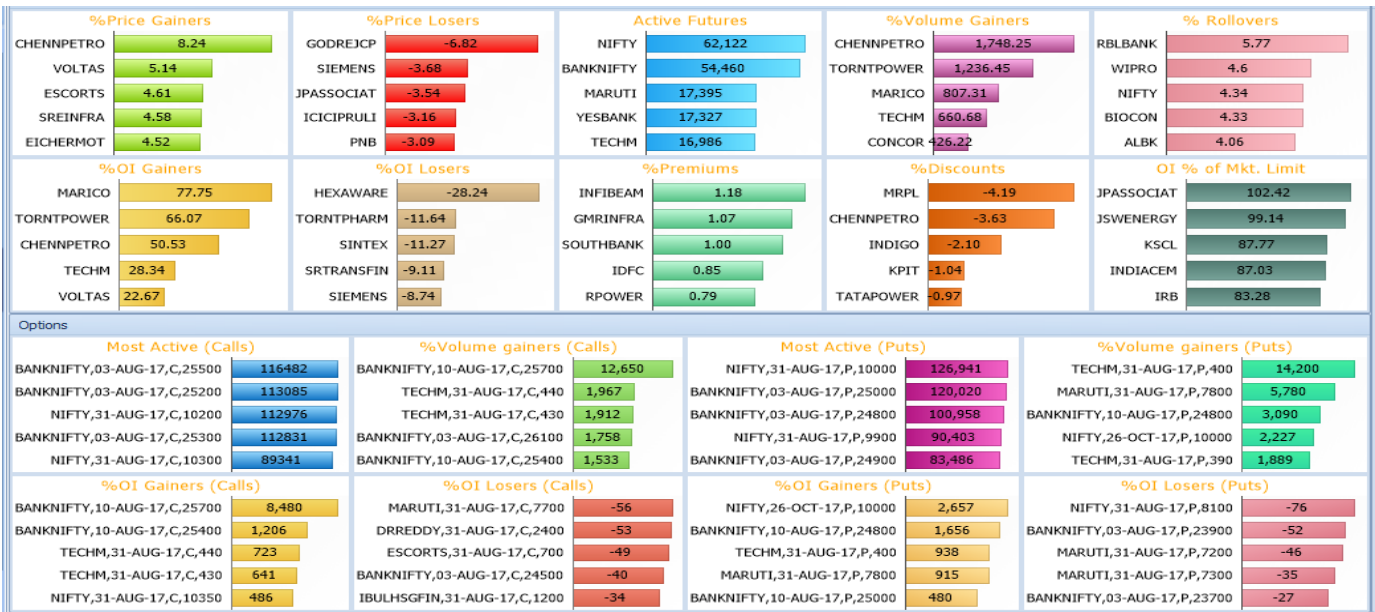 %Price Gainers
CHENNPETRO 8.24
VOLTAS 5.14
ESCORTS 4.61
SREINFRA 4.58
EICHERMOT 4.52
%Price Losers
GODREJCP -6.82
SIEMENS -3.68
JPASSOCIAT -3.54
ICICIPRULI -3.16
PNB -3.09
Active Futures
NIFTY 62,122
BANKNIFTY 54,460
MARUTI 17,395
YESBANK 17,327
TECHM 16,986
%Volume Gainers
CHENNPETRO 1,748.25
TORNTPOWER 1,236.45
MARICO 807.31
TECHM 660.68
CONCOR 426.22
% Rollovers
RBLBANK 5.77
WIPRO 4.6
NIFTY 4.34
BIOCON 4.33
ALBK 4.06
%OI Gainers
MARICO 77.75
TORNTPOWER 66.07
CHENNPETRO 50.53
TECHM 28.34
VOLTAS 22.67
%OI Losers
HEXAWARE -28.24
TORNTPHARM -11.64
SINTEX -11.27
SRTRANSFIN -9.11
SIEMENS -8.74
%Premiums
INFIBEAM 1.18
GMRINFRA 1.07
SOUTHBANK 1.00
IDFC 0.85
RPOWER 0.79
%Discounts
MRPL -4.19
CHENNPETRO -3.63
INDIGO -2.10
KPIT -1.04
TATAPOWER -0.97
OI % of Mkt. Limit
JPASSOCIAT 102.42
JSWENERGY 99.14
KSCL 87.77
INDIACEM 87.03
IRB 83.28
Options
Most Active (Calls)
BANKNIFTY,03-AUG-17,C,25500 116482
BANKNIFTY,03-AUG-17,C,25200 113085
NIFTY,31-AUG-17,C,10200 112976
BANKNIFTY,03-AUG-17,C,25300 112831
NIFTY,31-AUG-17,C,10300 89341
%Volume gainers (Calls)
BANKNIFTY,10-AUG-17,C,25700 12,650
TECHM,31-AUG-17,C,440 1,967
TECHM,31-AUG-17,C,430 1,912
BANKNIFTY,03-AUG-17,C,26100 1,758
BANKNIFTY,10-AUG-17,C,25400 1,533
Most Active (Puts)
NIFTY,31-AUG-17,P,10000 126,941
BANKNIFTY,03-AUG-17,P,25000 120,020
BANKNIFTY,03-AUG-17,P,24800 100,958
NIFTY,31-AUG-17,P,9900 90,403
BANKNIFTY,03-AUG-17,P,24900 83,486
%Volume gainers (Puts)
TECHM,31-AUG-17,P,400 14,200
MARUTI,31-AUG-17,P,7800 5,780
BANKNIFTY,10-AUG-17,P,24800 3,090
NIFTY,26-OCT-17,P,10000 2,227
TECHM,31-AUG-17,P,390 1,889
%OI Gainers (Calls)
BANKNIFTY,10-AUG-17,C,25700 8,480
BANKNIFTY,10-AUG-17,C,25400 1,206
TECHM,31-AUG-17,C,440 723
TECHM,31-AUG-17,C,430 641
NIFTY,31-AUG-17,C,10350 486
%OI Losers (Calls)
MARUTI,31-AUG-17,C,7700 -56
DRREDDY,31-AUG-17,C,2400 -53
ESCORTS,31-AUG-17,C,700 -49
BANKNIFTY,03-AUG-17,C,24500 -40
IBULHSGFIN,31-AUG-17,C,1200 -34
%OI Gainers (Puts)
NIFTY,26-OCT-17,P,10000 2,657
BANKNIFTY,10-AUG-17,P,24800 1,656
TECHM,31-AUG-17,P,400 938
MARUTI,31-AUG-17,P,7800 915
BANKNIFTY,10-AUG-17,P,25000 480
%OI Losers (Puts)
NIFTY,31-AUG-17,P,8100 -76
BANKNIFTY,03-AUG-17,P,23900 -52
MARUTI,31-AUG-17,P,7200 -46
MARUTI,31-AUG-17,P,7300 -35
BANKNIFTY,03-AUG-17,P,23700 -27